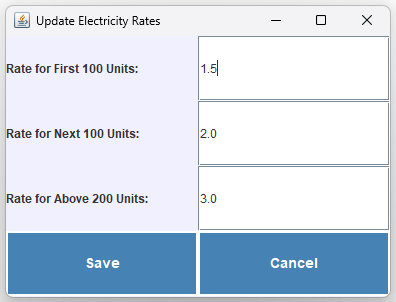 Update Electricity Rates
Rate for First 100 Units: 1.5
Rate for Next 100 Units: 2.0
Rate for Above 200 Units: 3.0
Save Cancel